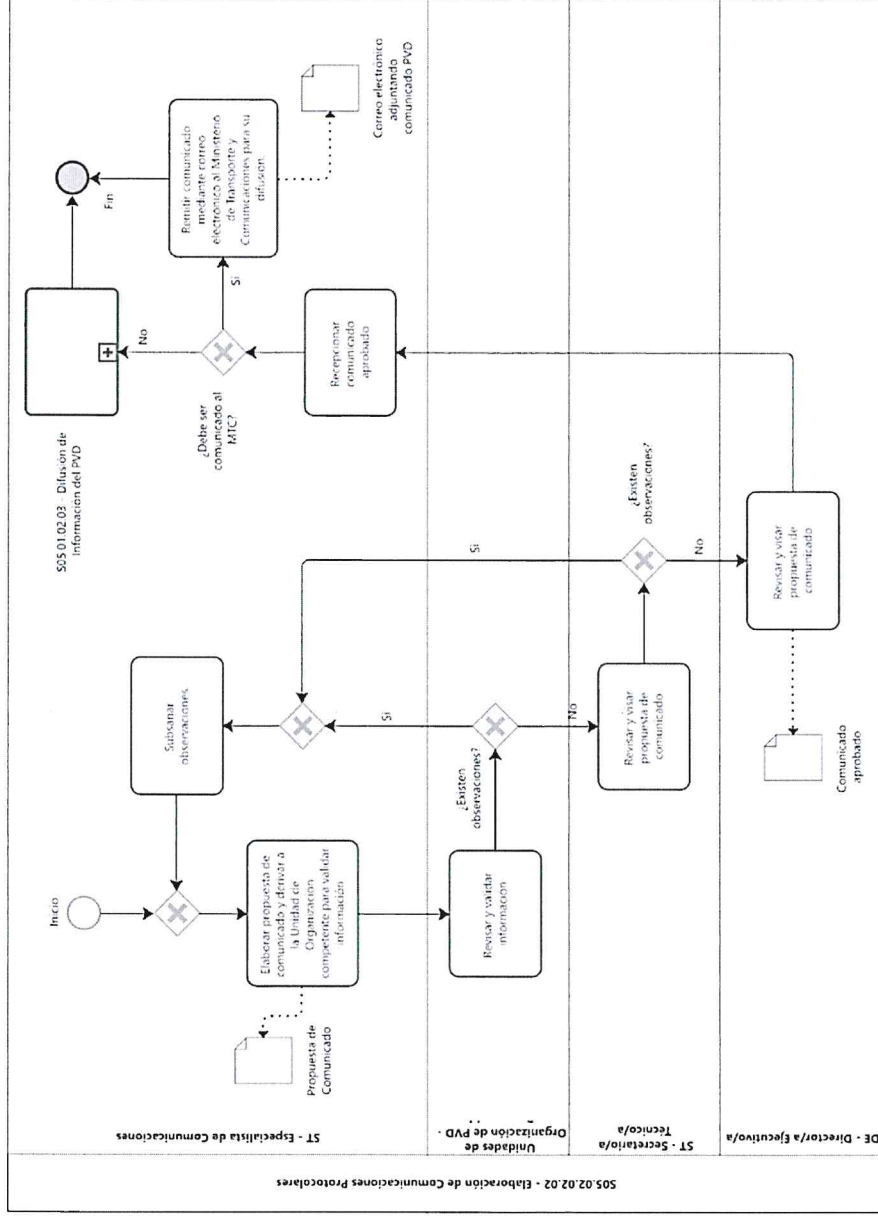 S05.02.02.02 - Elaboración de Comunicaciones Protocolares
ST - Especialista de Comunicaciones
Unidades de
Organización de PVD -
ST - Secretario/a
Técnico/a
DE - Director/a Ejecutivo/a
Inicio
Elaborar propuesta de
comunicado y derivar a
la Unidad de
Organización
competente para validar
información
Propuesta de
Comunicado
Subsanar
observaciones
Revisar y validar
información
¿Existen
observaciones?
Si
No
Revisar y visar
propuesta de
comunicado
¿Existen
observaciones?
Si
No
Revisar y visar
propuesta de
comunicado
Comunicado
aprobado
Recepcionar
comunicado
aprobado
¿Debe ser
comunicado al
MTC?
No
Si
S05.01.02.03 - Difusión de
Información del PVD
Remitir comunicado
mediante correo
electrónico al Ministerio
de Transporte y
Comunicaciones para su
difusión.
Correo electrónico
adjuntando
comunicado PVD
Fin